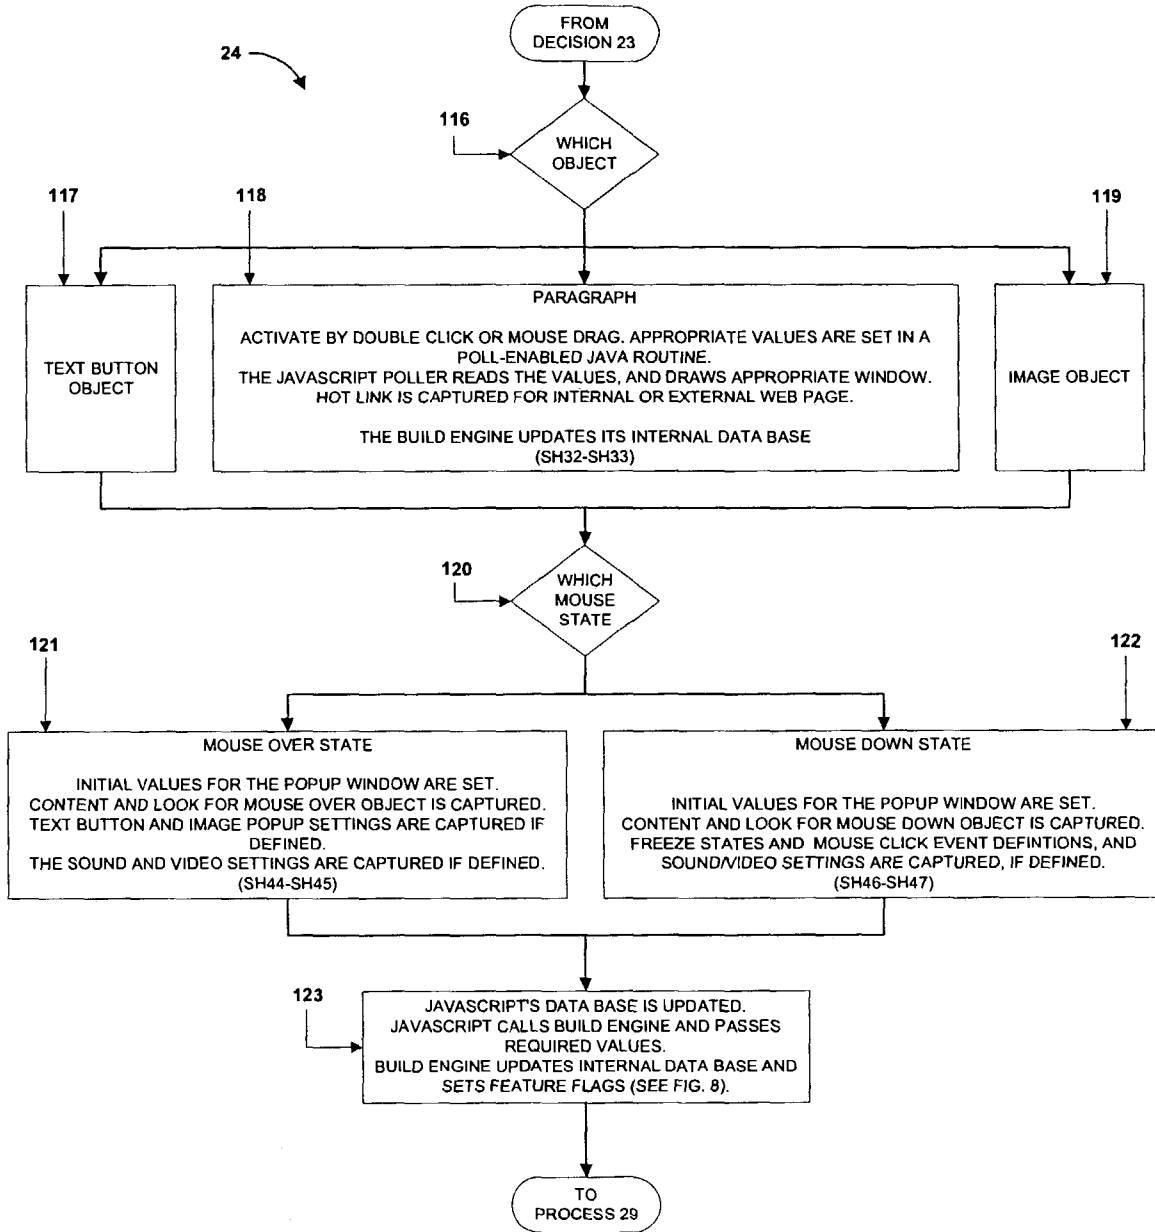 FROM
DECISION 23
24
116
WHICH
OBJECT
117
118
119
TEXT BUTTON
OBJECT
PARAGRAPH
ACTIVATE BY DOUBLE CLICK OR MOUSE DRAG. APPROPRIATE VALUES ARE SET IN A
POLL-ENABLED JAVA ROUTINE.
THE JAVASCRIPT POLLER READS THE VALUES, AND DRAWS APPROPRIATE WINDOW.
HOT LINK IS CAPTURED FOR INTERNAL OR EXTERNAL WEB PAGE.
THE BUILD ENGINE UPDATES ITS INTERNAL DATA BASE
(SH32-SH33)
IMAGE OBJECT
120
WHICH
MOUSE
STATE
121
122
MOUSE OVER STATE
INITIAL VALUES FOR THE POPUP WINDOW ARE SET.
CONTENT AND LOOK FOR MOUSE OVER OBJECT IS CAPTURED.
TEXT BUTTON AND IMAGE POPUP SETTINGS ARE CAPTURED IF
DEFINED.
THE SOUND AND VIDEO SETTINGS ARE CAPTURED IF DEFINED.
(SH44-SH45)
MOUSE DOWN STATE
INITIAL VALUES FOR THE POPUP WINDOW ARE SET.
CONTENT AND LOOK FOR MOUSE DOWN OBJECT IS CAPTURED.
FREEZE STATES AND MOUSE CLICK EVENT DEFINTIONS, AND
SOUND/VIDEO SETTINGS ARE CAPTURED, IF DEFINED.
(SH46-SH47)
123
JAVASCRIPT'S DATA BASE IS UPDATED.
JAVASCRIPT CALLS BUILD ENGINE AND PASSES
REQUIRED VALUES.
BUILD ENGINE UPDATES INTERNAL DATA BASE AND
SETS FEATURE FLAGS (SEE FIG. 8).
TO
PROCESS 29